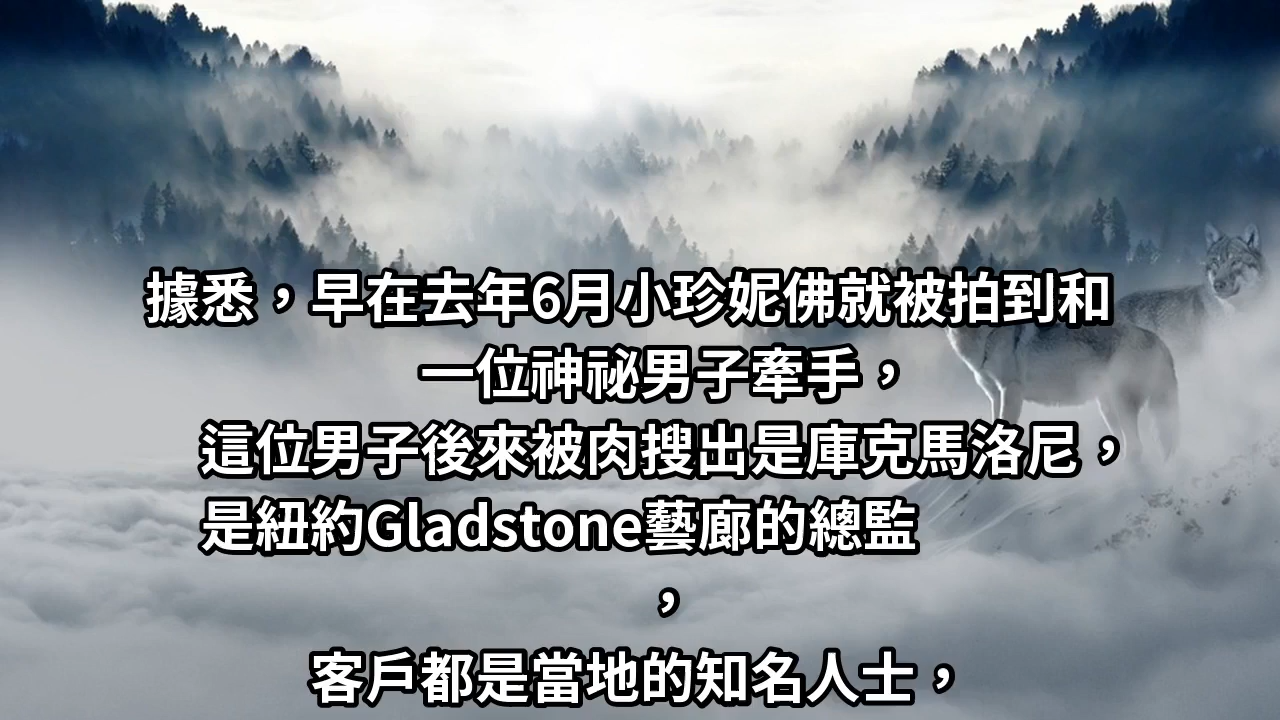 據悉，早在去年6月小珍妮佛就被拍到和
一位神祕男子牽手，
這位男子後來被肉搜出是庫克馬洛尼，
是紐約Gladstone藝廊的總監
，
客戶都是當地的知名人士，